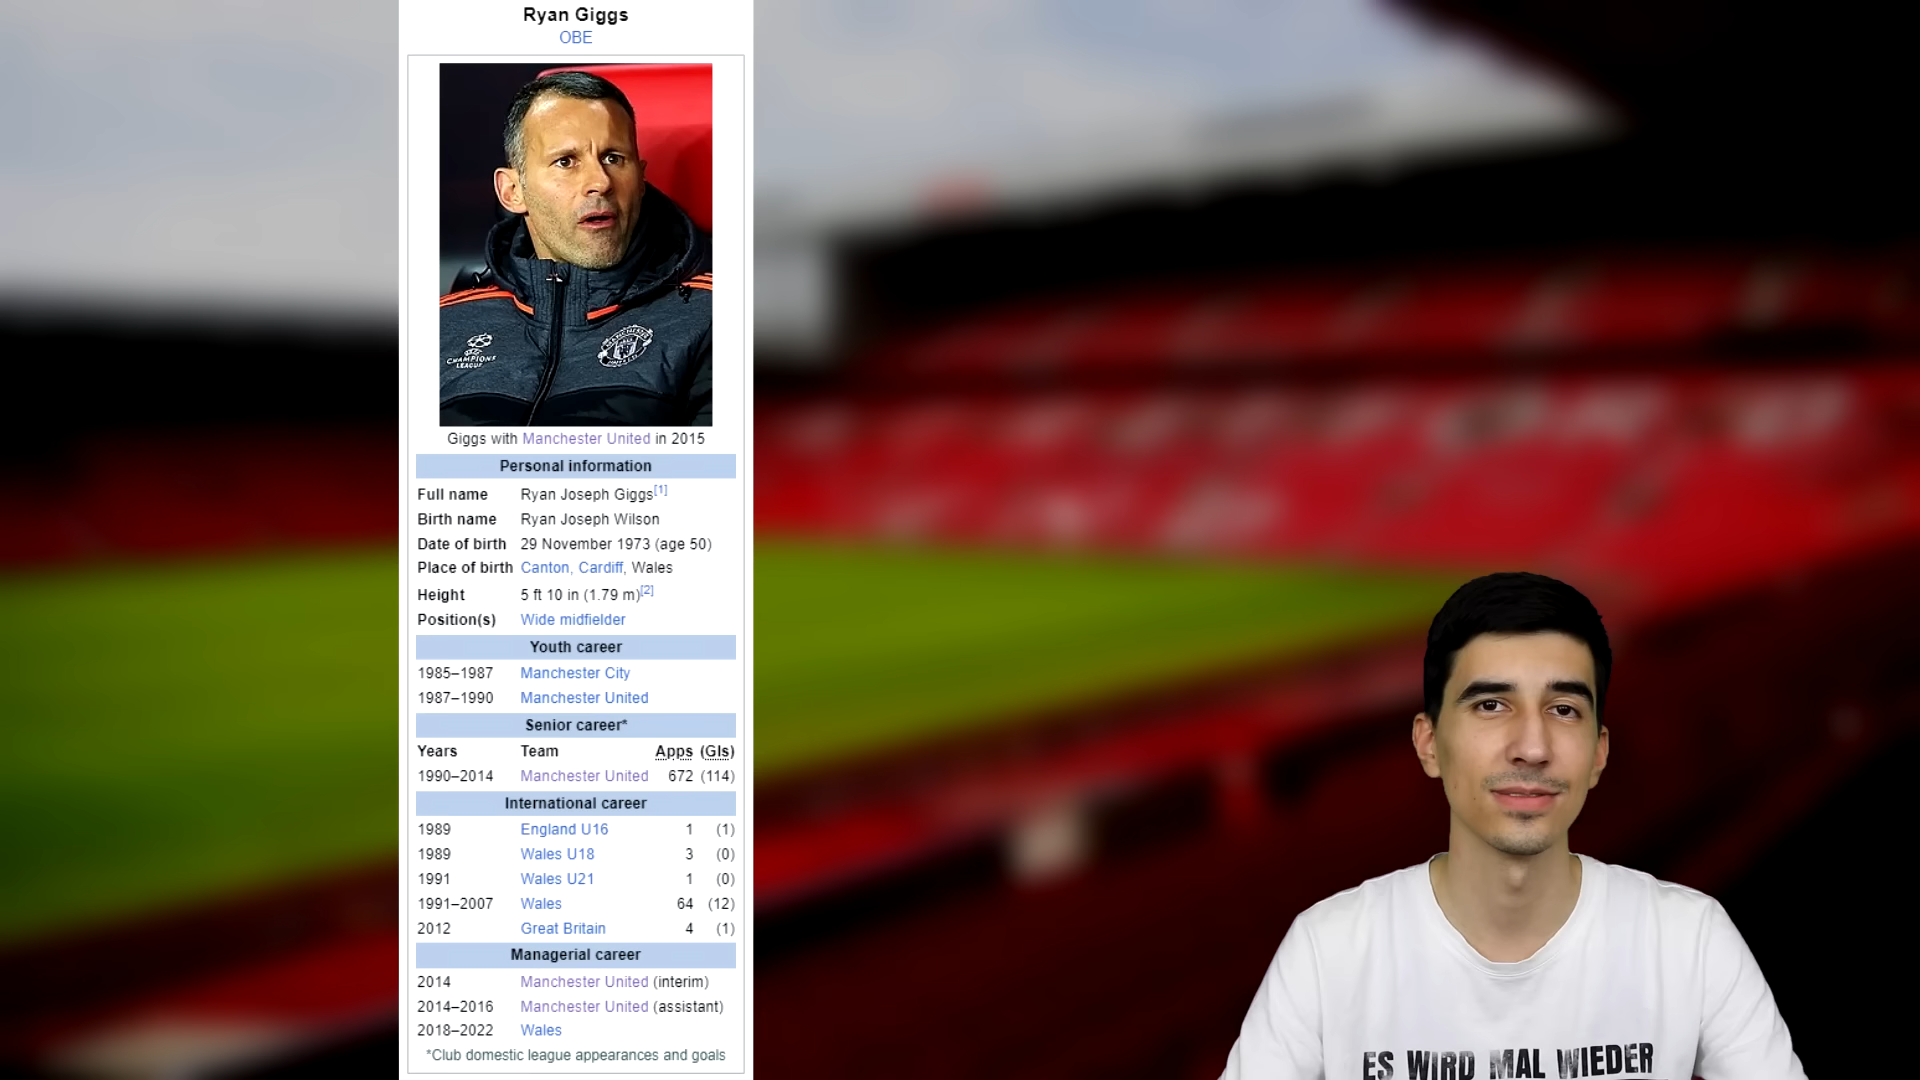 Ryan Giggs
OBE
CHAMPIONS
LEAGUE
MANCHESTER
UNITED
Giggs with Manchester United in 2015
Personal information
Full name Ryan Joseph Giggs[1]
Birth name Ryan Joseph Wilson
Date of birth 29 November 1973 (age 50)
Place of birth Canton, Cardiff, Wales
Height 5 ft 10 in (1.79 m)[2]
Position(s) Wide midfielder
Youth career
1985–1987 Manchester City
1987–1990 Manchester United
Senior career*
Years Team Apps (Gls)
1990–2014 Manchester United 672 (114)
International career
1989 England U16 1 (1)
1989 Wales U18 3 (0)
1991 Wales U21 1 (0)
1991–2007 Wales 64 (12)
2012 Great Britain 4 (1)
Managerial career
2014 Manchester United (interim)
2014–2016 Manchester United (assistant)
2018–2022 Wales
*Club domestic league appearances and goals
ES WIRD MAL WIEDER